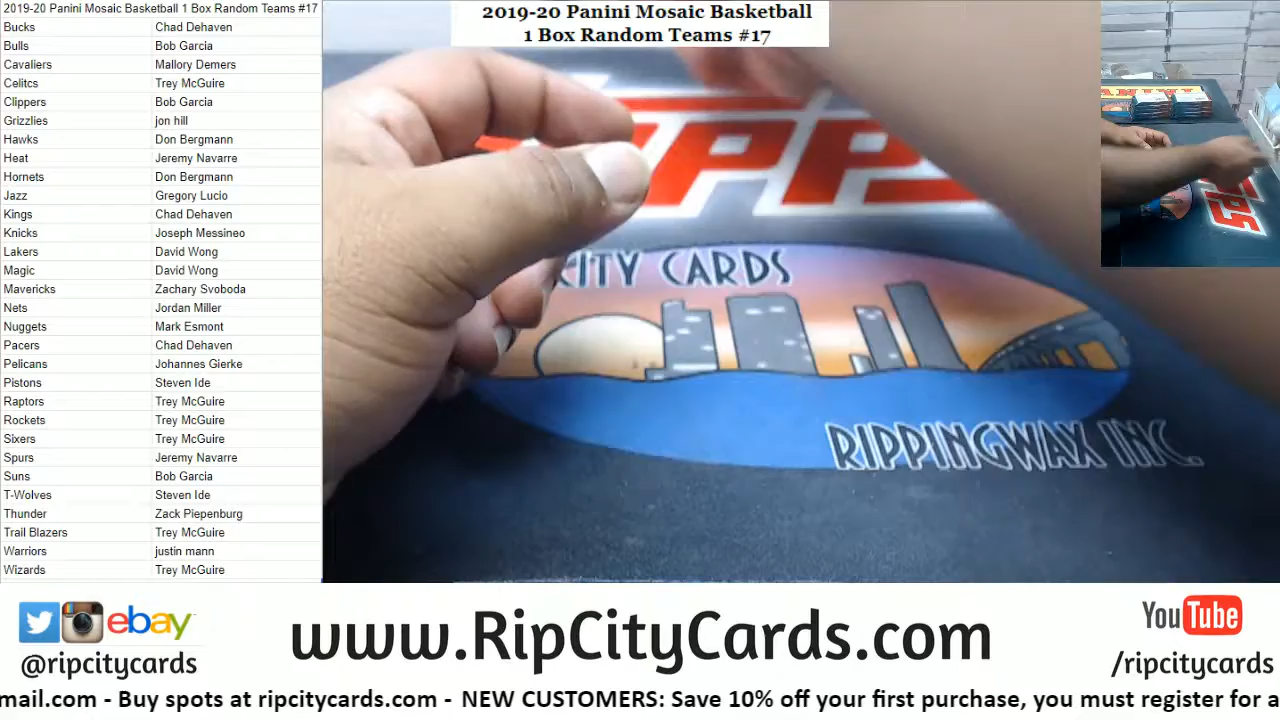 2019-20 Panini Mosaic Basketball 1 Box Random Teams #17
Bucks Chad Dehaven
Bulls Bob Garcia
Cavaliers Mallory Demers
Celitcs Trey McGuire
Clippers Bob Garcia
Grizzlies jon hill
Hawks Don Bergmann
Heat Jeremy Navarre
Hornets Don Bergmann
Jazz Gregory Lucio
Kings Chad Dehaven
Knicks Joseph Messineo
Lakers David Wong
Magic David Wong
Mavericks Zachary Svoboda
Nets Jordan Miller
Nuggets Mark Esmont
Pacers Chad Dehaven
Pelicans Johannes Gierke
Pistons Steven Ide
Raptors Trey McGuire
Rockets Trey McGuire
Sixers Trey McGuire
Spurs Jeremy Navarre
Suns Bob Garcia
T-Wolves Steven Ide
Thunder Zack Piepenburg
Trail Blazers Trey McGuire
Warriors justin mann
Wizards Trey McGuire
2019-20 Panini Mosaic Basketball
1 Box Random Teams #17
CITY CARDS
RIPPINGWAX INC.
ebay
@ripcitycards
www.RipCityCards.com
YouTube
/ripcitycards
mail.com - Buy spots at ripcitycards.com - NEW CUSTOMERS: Save 10% off your first purchase, you must register for a